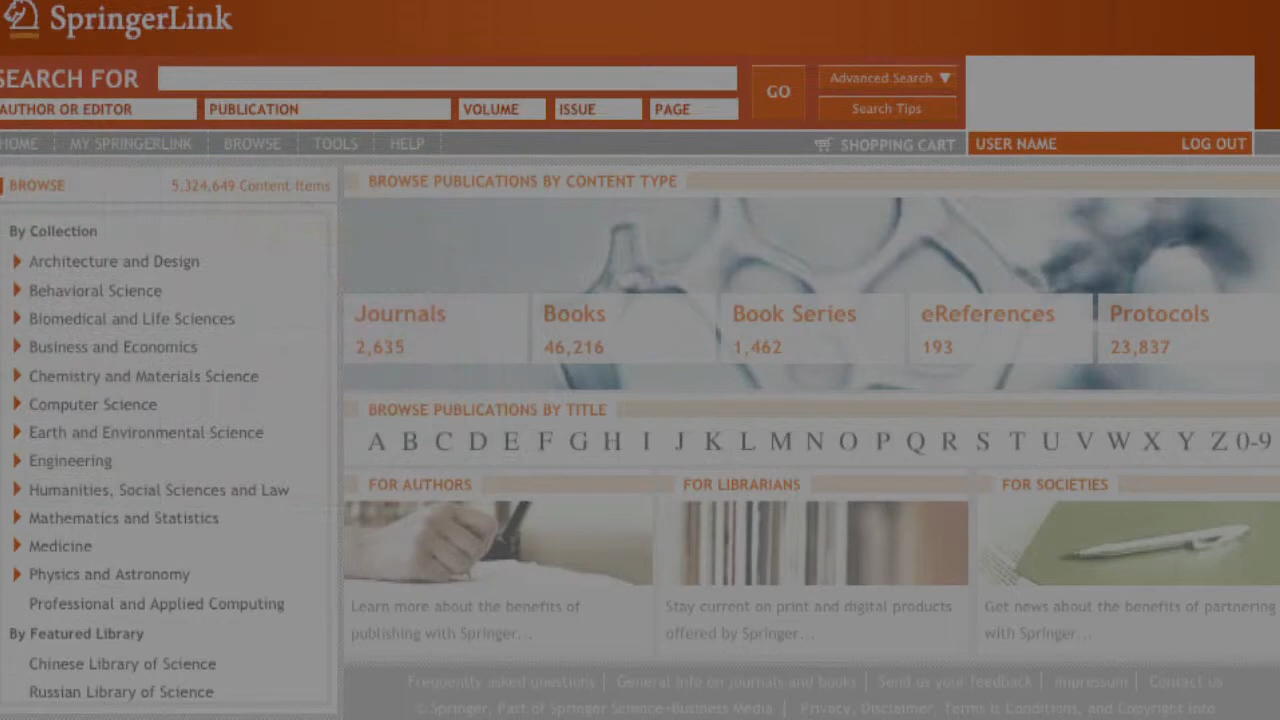 SpringerLink
SEARCH FOR
GO
Advanced Search ▼
Search Tips
AUTHOR OR EDITOR PUBLICATION VOLUME ISSUE PAGE
HOME MY SPRINGERLINK BROWSE TOOLS HELP SHOPPING CART USER NAME LOG OUT
BROWSE 5,324,649 Content Items
By Collection
Architecture and Design
Behavioral Science
Biomedical and Life Sciences
Business and Economics
Chemistry and Materials Science
Computer Science
Earth and Environmental Science
Engineering
Humanities, Social Sciences and Law
Mathematics and Statistics
Medicine
Physics and Astronomy
Professional and Applied Computing
By Featured Library
Chinese Library of Science
Russian Library of Science
BROWSE PUBLICATIONS BY CONTENT TYPE
Journals Books Book Series eReferences Protocols
2,635 46,216 1,462 193 23,837
BROWSE PUBLICATIONS BY TITLE
A B C D E F G H I J K L M N O P Q R S T U V W X Y Z 0-9
FOR AUTHORS
Learn more about the benefits of
publishing with Springer...
FOR LIBRARIANS
Stay current on print and digital products
offered by Springer...
FOR SOCIETIES
Get news about the benefits of partnering
with Springer...
Frequently asked questions | General info on journals and books | Send us your feedback | Impressum | Contact us
© Springer, Part of Springer Science+Business Media | Privacy, Disclaimer, Terms & Conditions, and Copyright Info